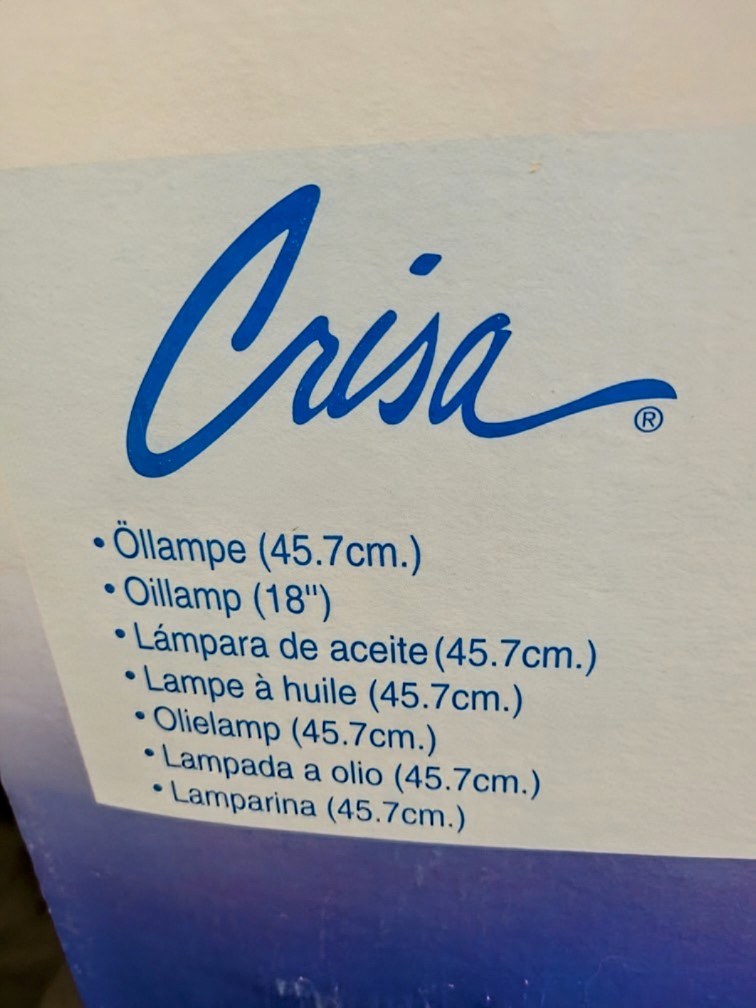 Crisa®
• Öllampe (45.7cm.)
• Oillamp (18")
• Lámpara de aceite (45.7cm.)
• Lampe à huile (45.7cm.)
• Olielamp (45.7cm.)
• Lampada a olio (45.7cm.)
• Lamparina (45.7cm.)